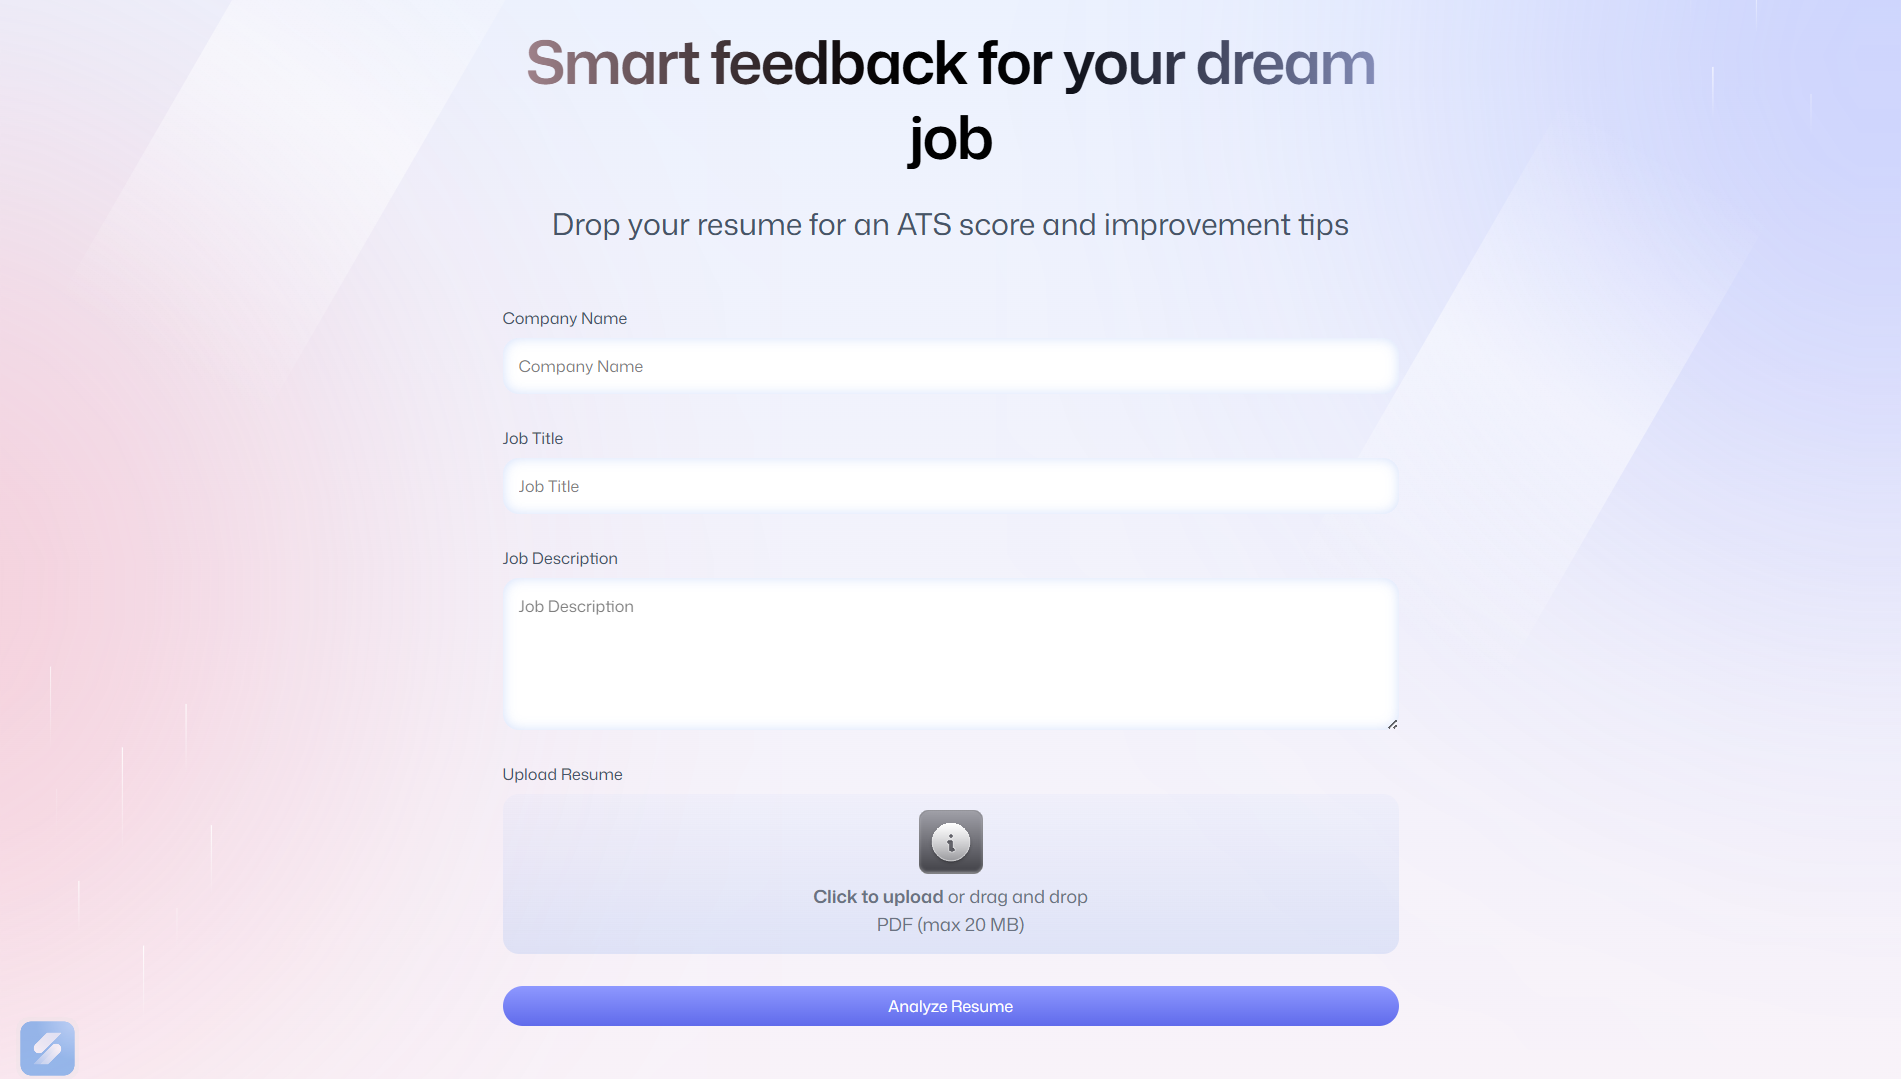 Smart feedback for your dream
job
Drop your resume for an ATS score and improvement tips
Company Name
Company Name
Job Title
Job Title
Job Description
Job Description
Upload Resume
Click to upload or drag and drop
PDF (max 20 MB)
Analyze Resume